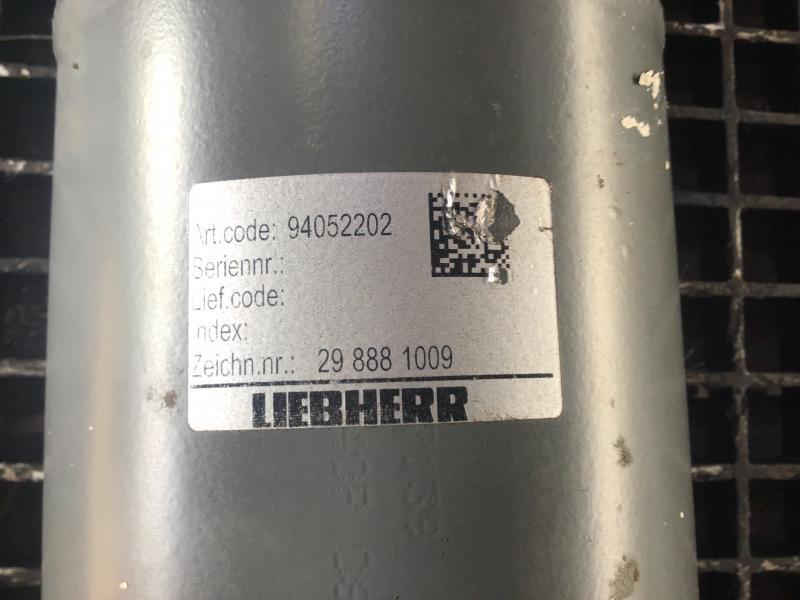 Art.code: 94052202
Seriennr.:
Lief.code:
Index:
Zeichn.nr.: 29 888 1009
LIEBHERR